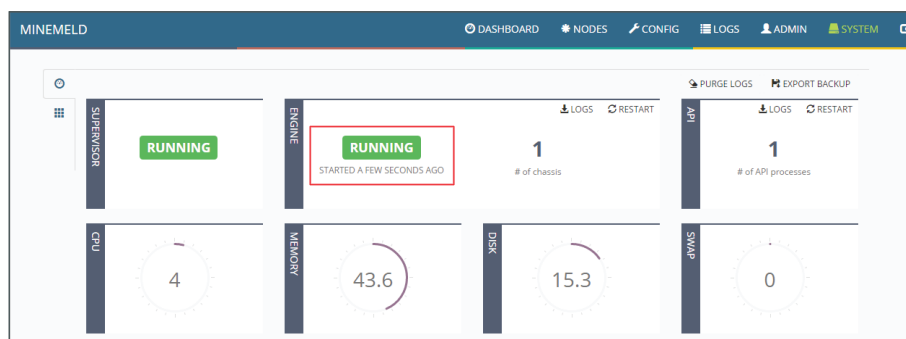 MINEMELD
DASHBOARD
NODES
CONFIG
LOGS
ADMIN
SYSTEM
PURGE LOGS
EXPORT BACKUP
SUPERVISOR
RUNNING
ENGINE
LOGS
RESTART
RUNNING
STARTED A FEW SECONDS AGO
1
# of chassis
API
LOGS
RESTART
1
# of API processes
CPU
4
MEMORY
43.6
DISK
15.3
SWAP
0